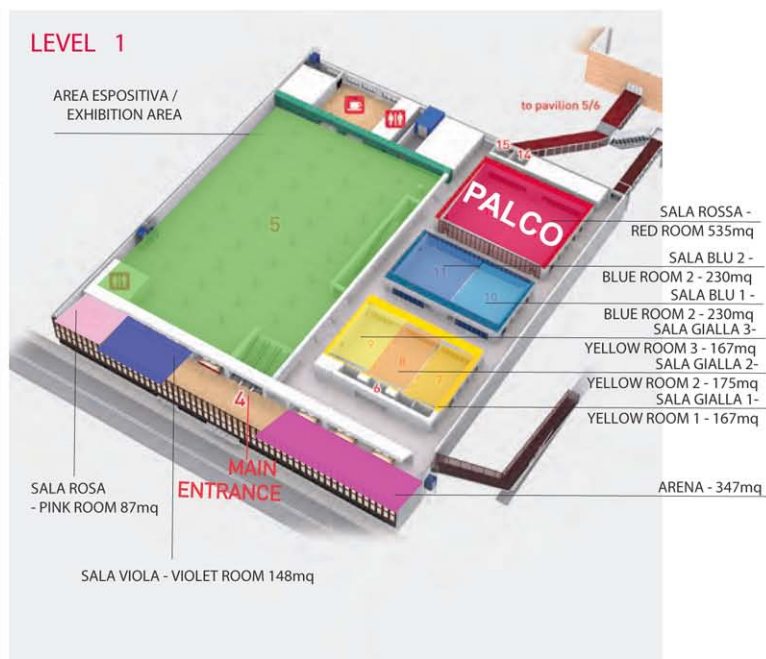 LEVEL 1
AREA ESPOSITIVA /
EXHIBITION AREA
to pavilion 5/6
15
14
PALCO
5
SALA ROSSA -
RED ROOM 535mq
SALA BLU 2 -
BLUE ROOM 2 - 230mq
SALA BLU 1 -
BLUE ROOM 2 - 230mq
SALA GIALLA 3-
YELLOW ROOM 3 - 167mq
SALA GIALLA 2-
YELLOW ROOM 2 - 175mq
SALA GIALLA 1-
YELLOW ROOM 1 - 167mq
11
10
9
8
6
4
MAIN
ENTRANCE
SALA ROSA
- PINK ROOM 87mq
ARENA - 347mq
SALA VIOLA - VIOLET ROOM 148mq